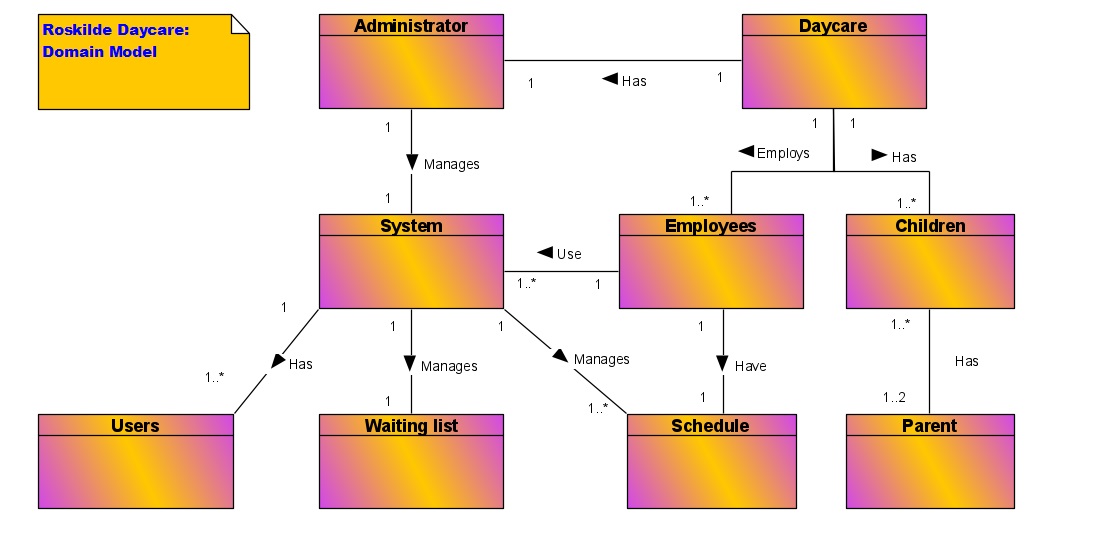 Roskilde Daycare:
Domain Model
Administrator
Daycare
1
Has
1
1
Manages
1
1
1
Employs
Has
1..*
1..*
System
Employees
Children
Use
1..*
1
1
Has
1..*
1
Manages
1
1
Manages
1..*
1
Have
1
1..*
Has
1..2
Users
Waiting list
Schedule
Parent